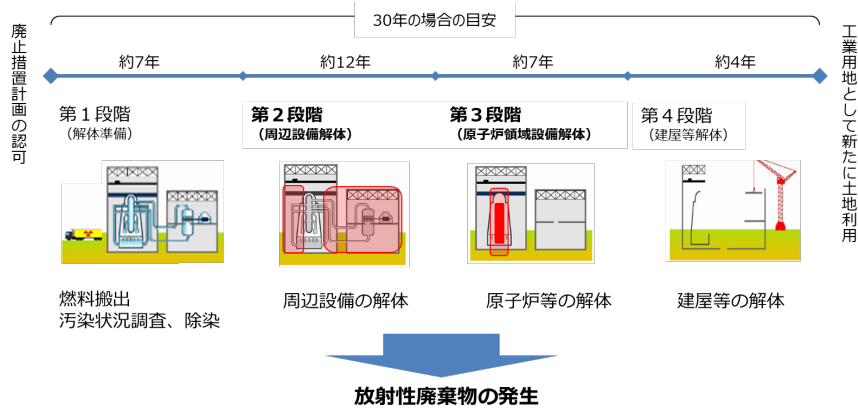 30年の場合の目安
廃止措置計画の認可
約7年
約12年
約7年
約4年
工業用地として新たに土地利用
第１段階
（解体準備）
第２段階
（周辺設備解体）
第３段階
（原子炉領域設備解体）
第４段階
（建屋等解体）
燃料搬出
汚染状況調査、除染
周辺設備の解体
原子炉等の解体
建屋等の解体
放射性廃棄物の発生